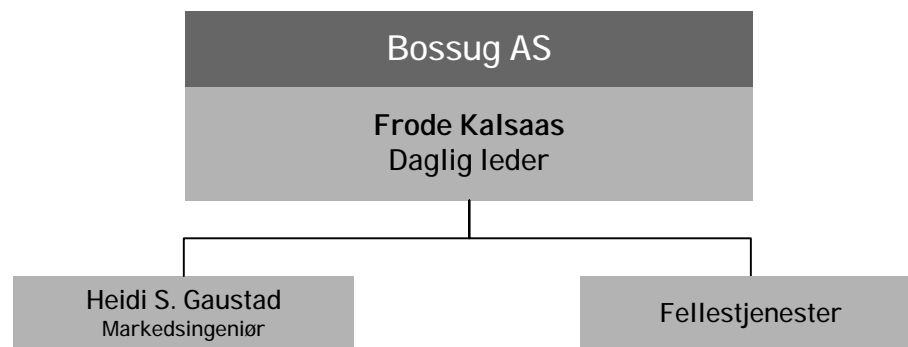 Bossug AS
Frode Kalsaas
Daglig leder
Heidi S. Gaustad
Markedsingeniør
Fellestjenester